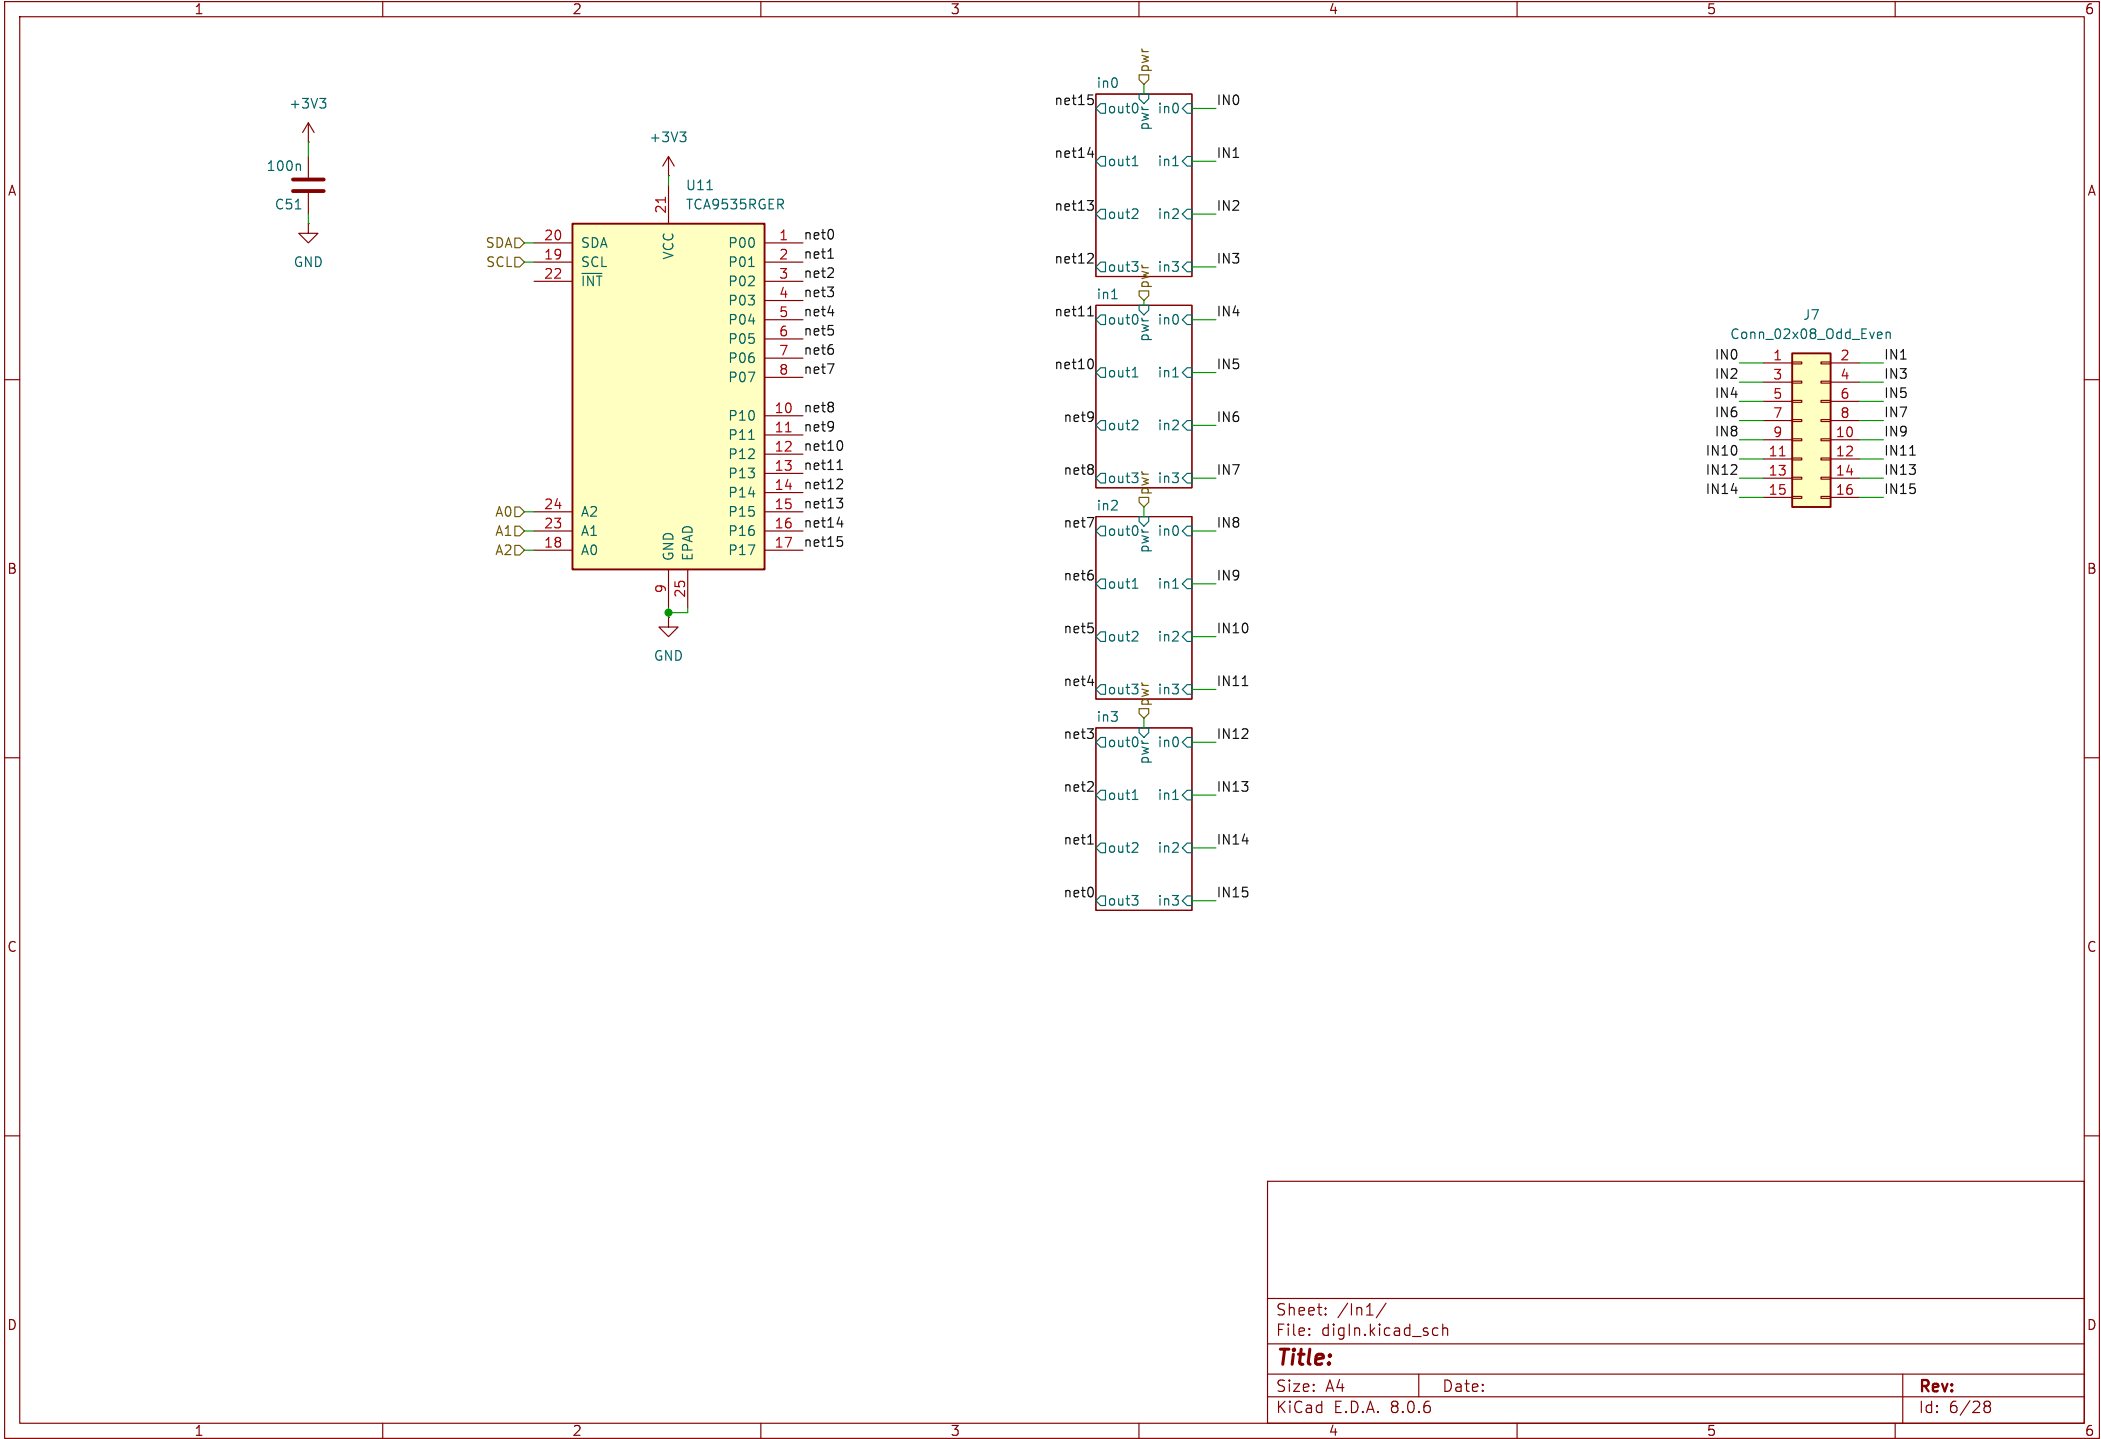 1 2 3 4 5 6
A
B
C
D
+3V3
100n
C51
GND
+3V3
U11
TCA9535RGER
21
VCC
SDA 20 SDA
SCL 19 SCL
22 INT
A0 24 A2
A1 23 A1
A2 18 A0
P00 1 net0
P01 2 net1
P02 3 net2
P03 4 net3
P04 5 net4
P05 6 net5
P06 7 net6
P07 8 net7
P10 10 net8
P11 11 net9
P12 12 net10
P13 13 net11
P14 14 net12
P15 15 net13
P16 16 net14
P17 17 net15
GND EPAD
9 25
GND
pwr
in0
pwr
net15 out0 in0 IN0
net14 out1 in1 IN1
net13 out2 in2 IN2
net12 out3 in3 IN3
pwr
in1
pwr
net11 out0 in0 IN4
net10 out1 in1 IN5
net9 out2 in2 IN6
net8 out3 in3 IN7
pwr
in2
pwr
net7 out0 in0 IN8
net6 out1 in1 IN9
net5 out2 in2 IN10
net4 out3 in3 IN11
pwr
in3
pwr
net3 out0 in0 IN12
net2 out1 in1 IN13
net1 out2 in2 IN14
net0 out3 in3 IN15
J7
Conn_02x08_Odd_Even
IN0 1 2 IN1
IN2 3 4 IN3
IN4 5 6 IN5
IN6 7 8 IN7
IN8 9 10 IN9
IN10 11 12 IN11
IN12 13 14 IN13
IN14 15 16 IN15
A
B
C
D
Sheet: /In1/
File: digIn.kicad_sch
Title:
Size: A4 Date: Rev:
KiCad E.D.A. 8.0.6 Id: 6/28
1 2 3 4 5 6